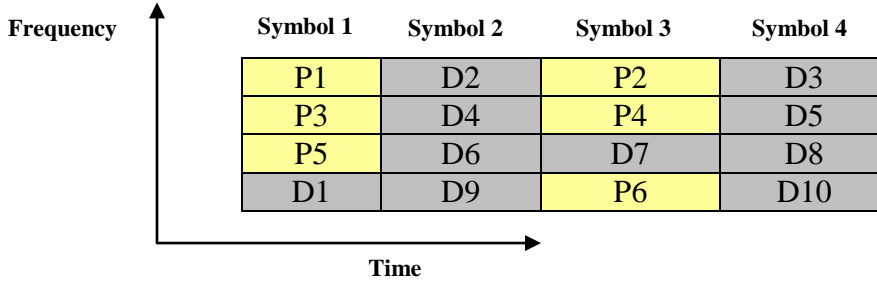 Frequency Symbol 1 Symbol 2 Symbol 3 Symbol 4
P1 D2 P2 D3
P3 D4 P4 D5
P5 D6 D7 D8
D1 D9 P6 D10
Time